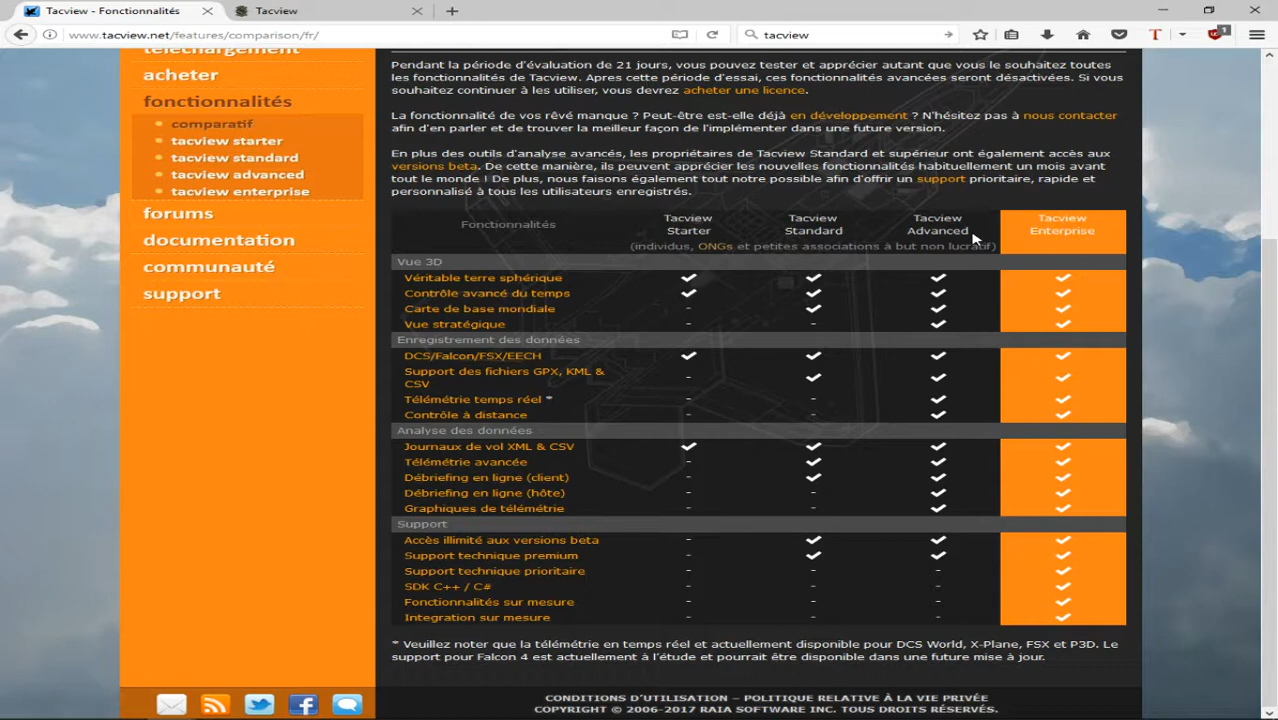 Tacview - Fonctionnalités
Tacview
www.tacview.net/features/comparison/fr/
tacview
1
téléchargement
acheter
fonctionnalités
comparatif
tacview starter
tacview standard
tacview advanced
tacview enterprise
forums
documentation
communauté
support
Pendant la période d'évaluation de 21 jours, vous pouvez tester et apprécier autant que vous le souhaitez toutes
les fonctionnalités de Tacview. Apres cette période d'essai, ces fonctionnalités avancées seront désactivées. Si vous
souhaitez continuer à les utiliser, vous devrez acheter une licence.
La fonctionnalité de vos rêvé manque ? Peut-être est-elle déjà en développement ? N'hésitez pas à nous contacter
afin d'en parler et de trouver la meilleur façon de l'implémenter dans une future version.
En plus des outils d'analyse avancés, les propriétaires de Tacview Standard et supérieur ont également accès aux
versions beta. De cette manière, ils peuvent apprécier les nouvelles fonctionnalités habituellement un mois avant
tout le monde ! De plus, nous faisons également tout notre possible afin d'offrir un support prioritaire, rapide et
personnalisé à tous les utilisateurs enregistrés.
Fonctionnalités Tacview Starter Tacview Standard Tacview Advanced Tacview Enterprise
(individus, ONGs et petites associations à but non lucratif)
Vue 3D
Véritable terre sphérique ✓ ✓ ✓ ✓
Contrôle avancé du temps ✓ ✓ ✓ ✓
Carte de base mondiale - ✓ ✓ ✓
Vue stratégique - - ✓ ✓
Enregistrement des données
DCS/Falcon/FSX/EECH ✓ ✓ ✓ ✓
Support des fichiers GPX, KML &
CSV - ✓ ✓ ✓
Télémétrie temps réel * - - ✓ ✓
Contrôle à distance - - ✓ ✓
Analyse des données
Journaux de vol XML & CSV ✓ ✓ ✓ ✓
Télémétrie avancée - ✓ ✓ ✓
Débriefing en ligne (client) - ✓ ✓ ✓
Débriefing en ligne (hôte) - - ✓ ✓
Graphiques de télémétrie - - ✓ ✓
Support
Accès illimité aux versions beta - ✓ ✓ ✓
Support technique premium - ✓ ✓ ✓
Support technique prioritaire - - - ✓
SDK C++ / C# - - - ✓
Fonctionnalités sur mesure - - - ✓
Integration sur mesure - - - ✓
* Veuillez noter que la télémétrie en temps réel et actuellement disponible pour DCS World, X-Plane, FSX et P3D. Le
support pour Falcon 4 est actuellement à l'étude et pourrait être disponible dans une future mise à jour.
CONDITIONS D'UTILISATION – POLITIQUE RELATIVE À LA VIE PRIVÉE
COPYRIGHT © 2006-2017 RAIA SOFTWARE INC. TOUS DROITS RÉSERVÉS.